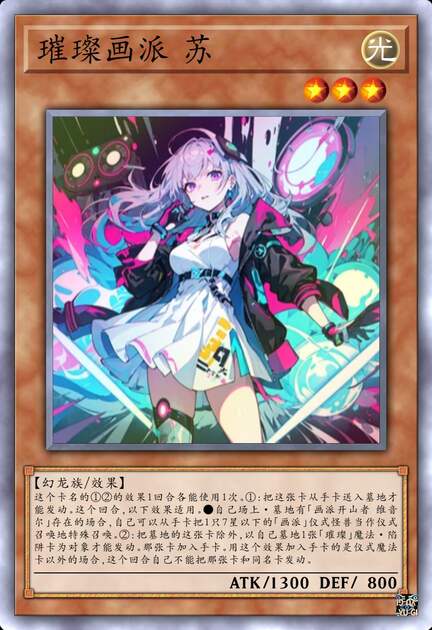 璀璨画派 苏
光
【幻龙族/效果】
这个卡名的①②的效果1回合各能使用1次。①:把这张卡从手卡送入墓地才
能发动。这个回合,以下效果适用。●自己场上・墓地有「画派开山者 维音
尔」存在的场合,自己可以从手卡把1只7星以下的「画派」仪式怪兽当作仪式
召唤地特殊召唤。②:把墓地的这张卡除外,以自己墓地1张「璀璨」魔法・陷
阱卡为对象才能发动。那张卡加入手卡。用这个效果加入手卡的是仪式魔法
卡以外的场合,这个回合自己不能把那张卡和同名卡发动。
ATK/1300 DEF/ 800